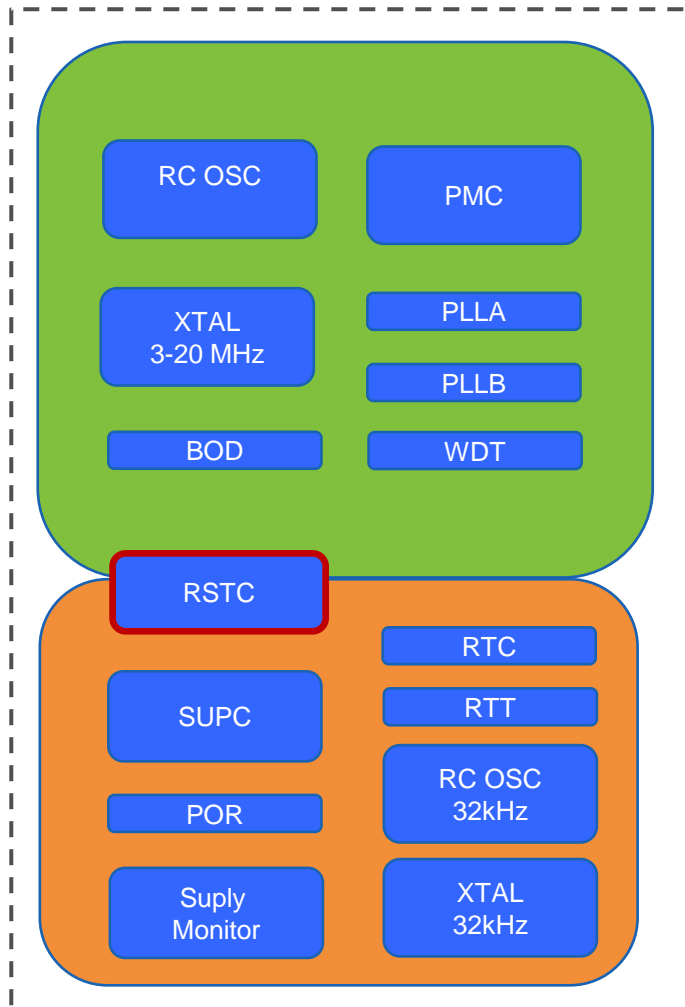 RC OSC
PMC
XTAL
3-20 MHz
PLLA
PLLB
BOD
WDT
RSTC
RTC
SUPC
RTT
RC OSC
32kHz
POR
Suply
Monitor
XTAL
32kHz